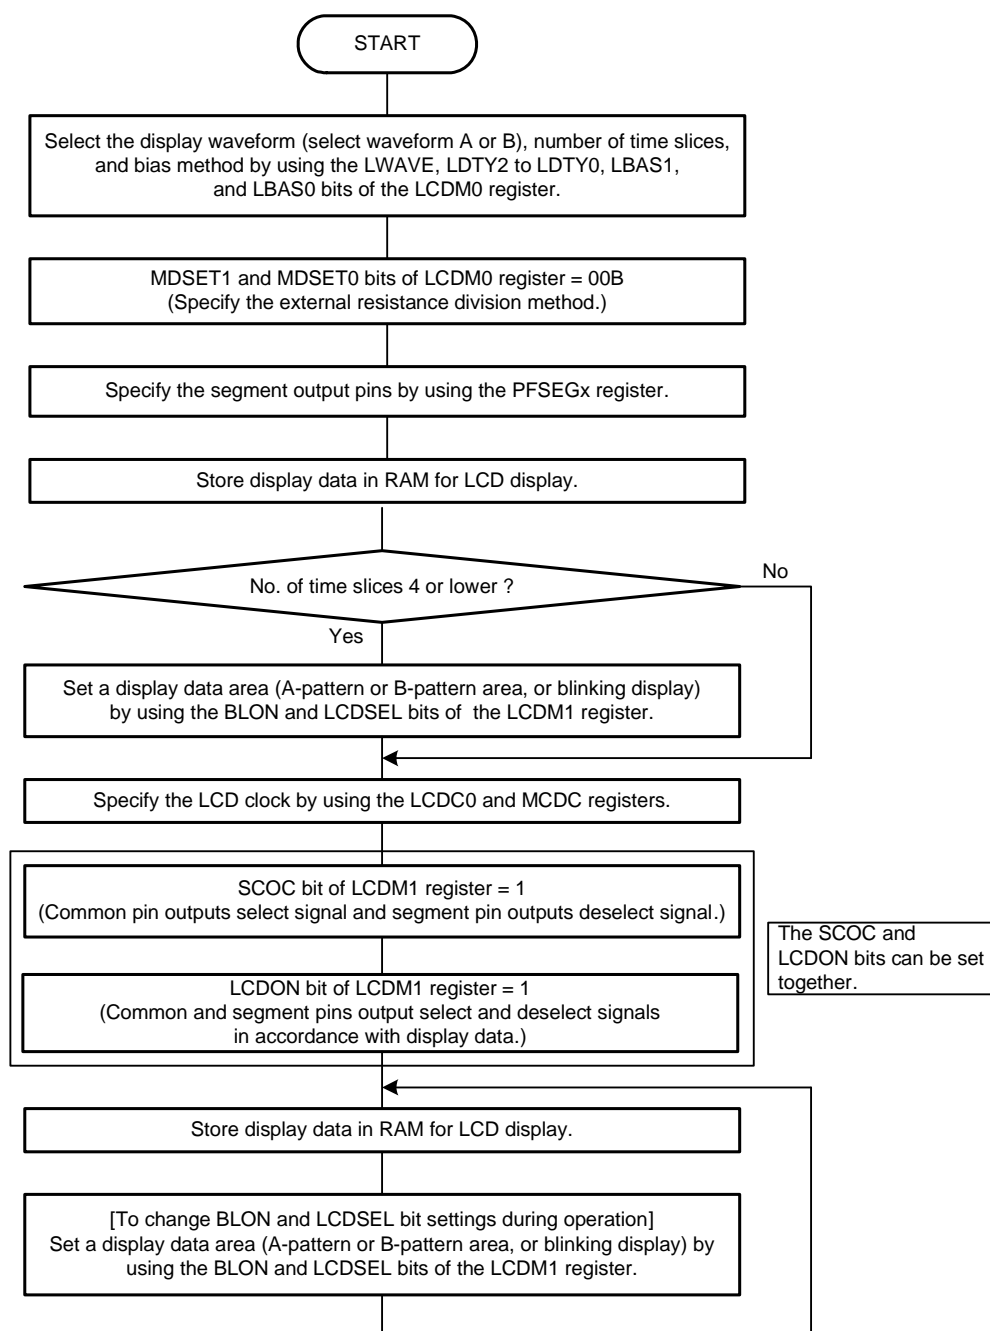 START
Select the display waveform (select waveform A or B), number of time slices,
and bias method by using the LWAVE, LDTY2 to LDTY0, LBAS1,
and LBAS0 bits of the LCDM0 register.
MDSET1 and MDSET0 bits of LCDM0 register = 00B
(Specify the external resistance division method.)
Specify the segment output pins by using the PFSEGx register.
Store display data in RAM for LCD display.
No. of time slices 4 or lower ?
No
Yes
Set a display data area (A-pattern or B-pattern area, or blinking display)
by using the BLON and LCDSEL bits of the LCDM1 register.
Specify the LCD clock by using the LCDC0 and MCDC registers.
SCOC bit of LCDM1 register = 1
(Common pin outputs select signal and segment pin outputs deselect signal.)
The SCOC and
LCDON bits can be set
together.
LCDON bit of LCDM1 register = 1
(Common and segment pins output select and deselect signals
in accordance with display data.)
Store display data in RAM for LCD display.
[To change BLON and LCDSEL bit settings during operation]
Set a display data area (A-pattern or B-pattern area, or blinking display) by
using the BLON and LCDSEL bits of the LCDM1 register.